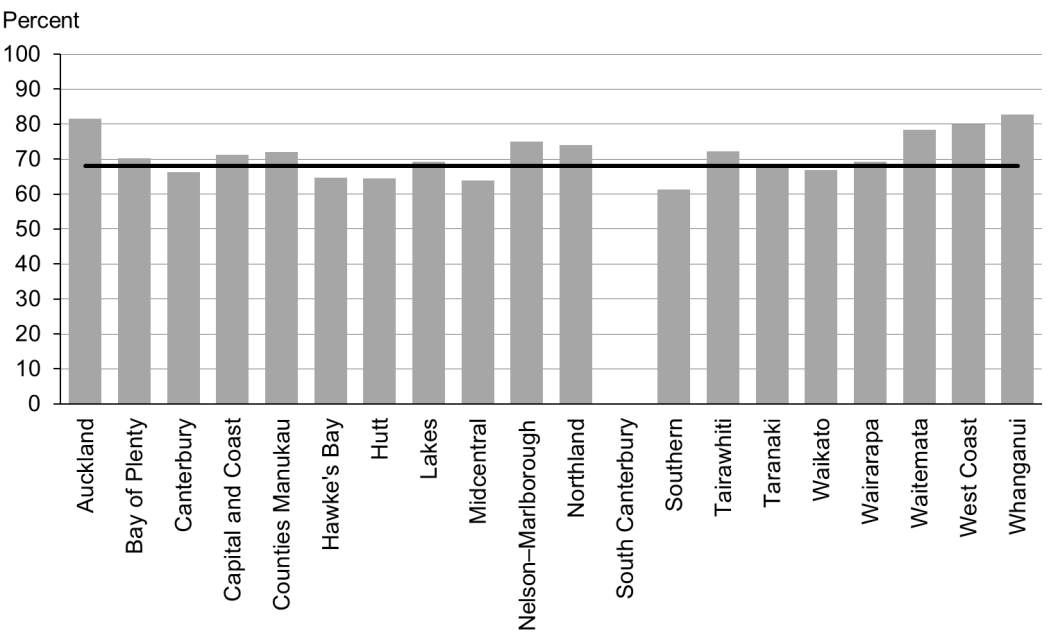 Percent
100
90
80
70
60
50
40
30
20
10
0
Auckland
Bay of Plenty
Canterbury
Capital and Coast
Counties Manukau
Hawke's Bay
Hutt
Lakes
Midcentral
Nelson–Marlborough
Northland
South Canterbury
Southern
Tairawhiti
Taranaki
Waikato
Wairarapa
Waitemata
West Coast
Whanganui